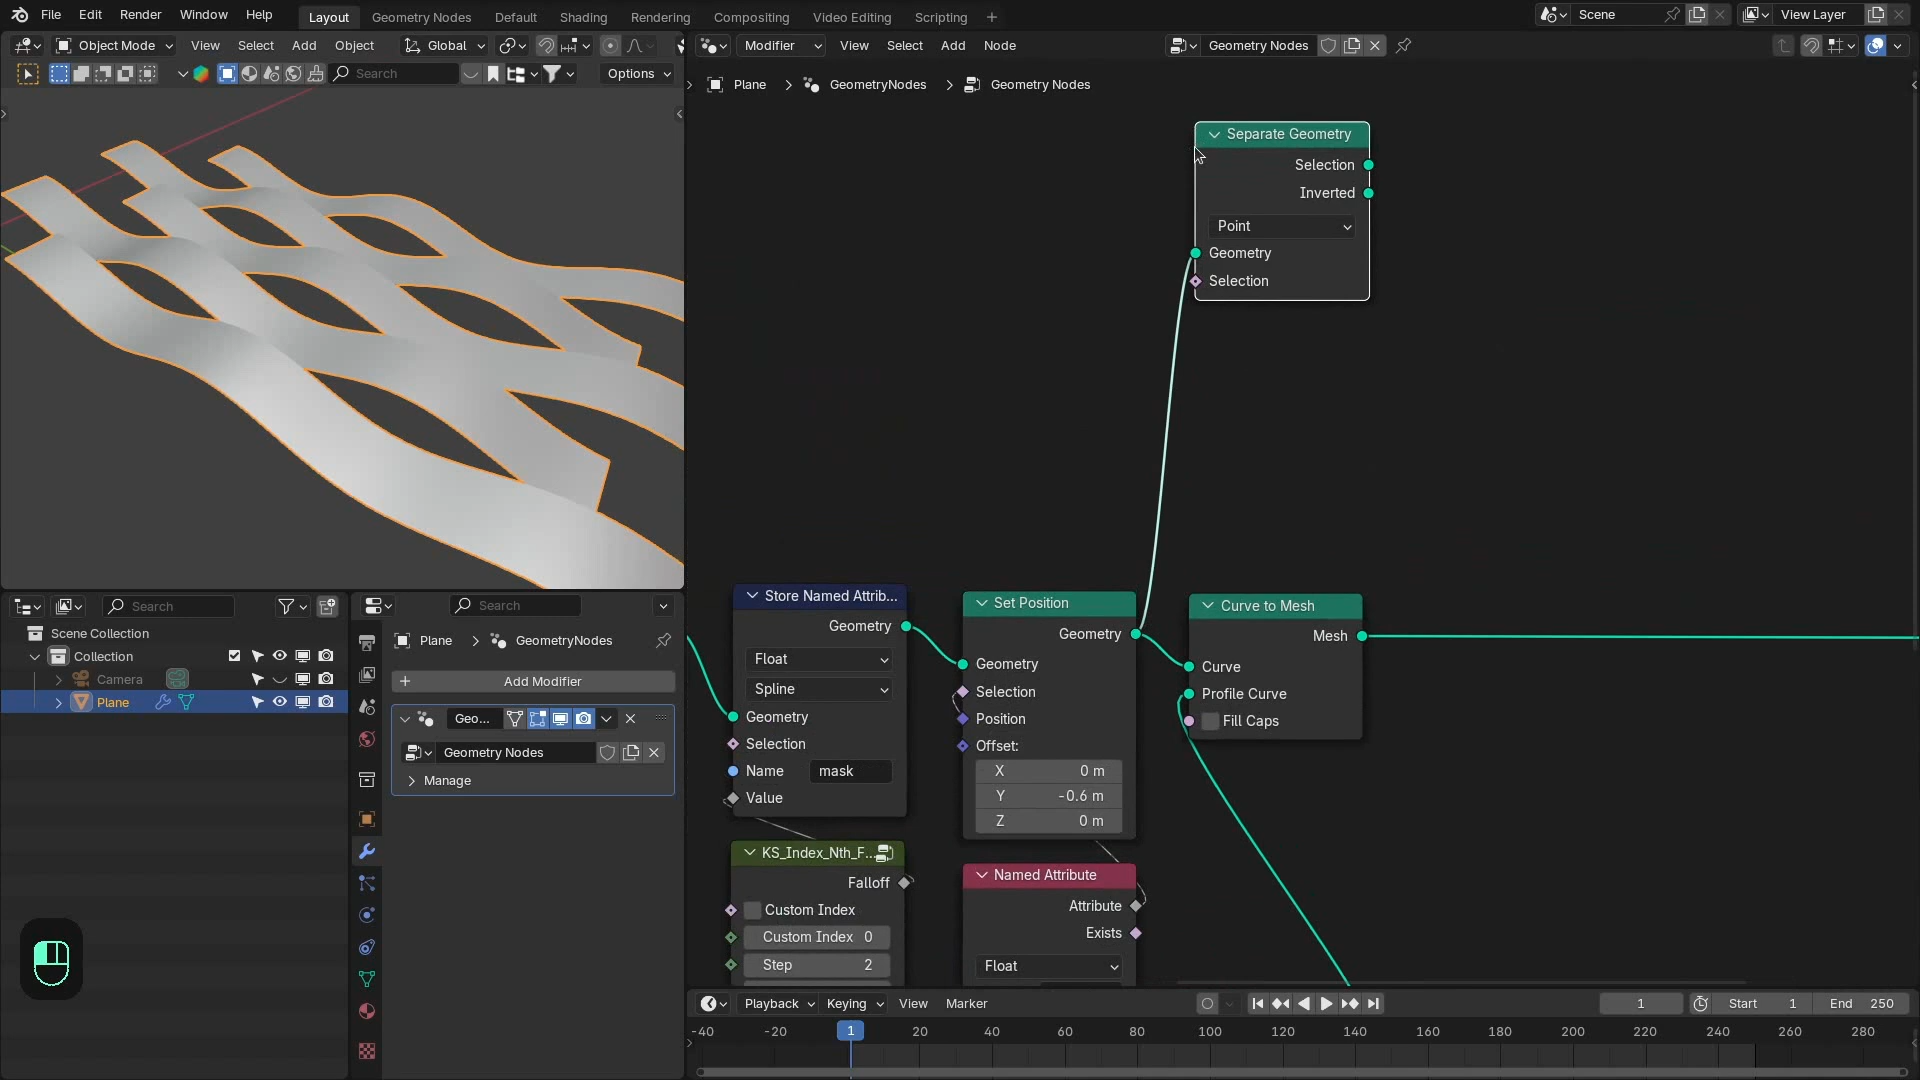 File Edit Render Window Help Layout Geometry Nodes Default Shading Rendering Compositing Video Editing Scripting + Scene View Layer
Object Mode View Select Add Object Global Modifier View Select Add Node Geometry Nodes
Search Options
Plane GeometryNodes Geometry Nodes
Separate Geometry
Selection
Inverted
Point
Geometry
Selection
Store Named Attrib...
Geometry
Float
Spline
Geometry
Selection
Name mask
Value
Set Position
Geometry
Geometry
Selection
Position
Offset:
X 0 m
Y -0.6 m
Z 0 m
Curve to Mesh
Mesh
Curve
Profile Curve
Fill Caps
KS_Index_Nth_F...
Falloff
Custom Index
Custom Index 0
Step 2
Named Attribute
Attribute
Exists
Float
Search
Scene Collection
Collection
Camera
Plane
Search
Plane GeometryNodes
+ Add Modifier
Geo...
Geometry Nodes
Manage
Playback Keying View Marker 1 Start 1 End 250
-40 -20 1 20 40 60 80 100 120 140 160 180 200 220 240 260 280